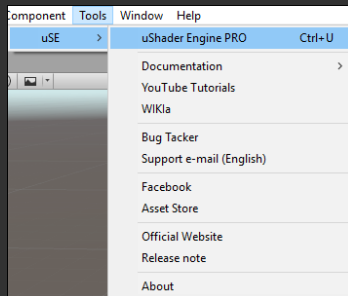 Component Tools Window Help
uSE > uShader Engine PRO Ctrl+U
Documentation >
YouTube Tutorials
WIKIa
Bug Tacker
Support e-mail (English)
Facebook
Asset Store
Official Website
Release note
About